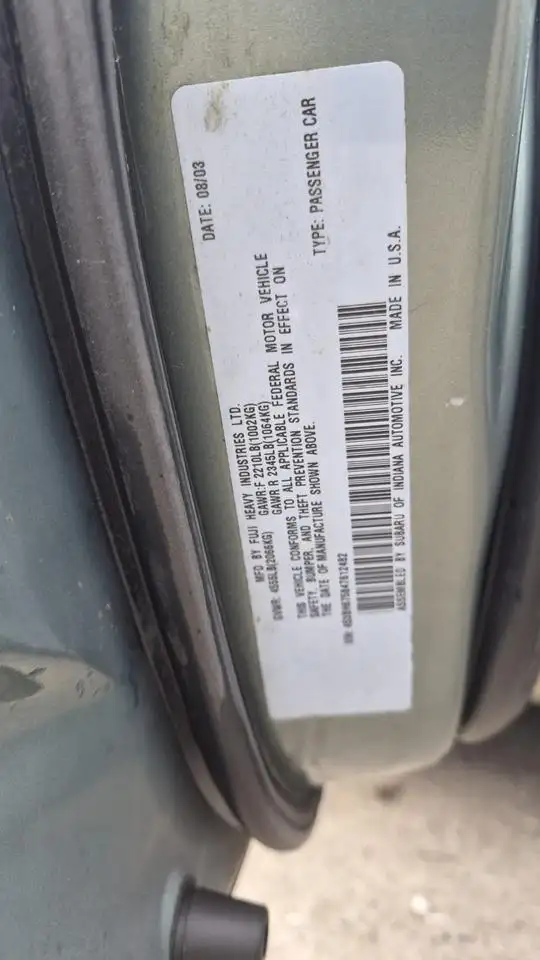 MFD BY FUJI HEAVY INDUSTRIES LTD. DATE: 08/03
GVWR: 4555LB(2066KG) GAWR:F 2210LB(1002KG)
GAWR R 2345LB(1064KG)
THIS VEHICLE CONFORMS TO ALL APPLICABLE FEDERAL MOTOR VEHICLE
SAFETY, BUMPER, AND THEFT PREVENTION STANDARDS IN EFFECT ON
THE DATE OF MANUFACTURE SHOWN ABOVE.
TYPE: PASSENGER CAR
ASSEMBLED BY SUBARU OF INDIANA AUTOMOTIVE INC. MADE IN U.S.A.